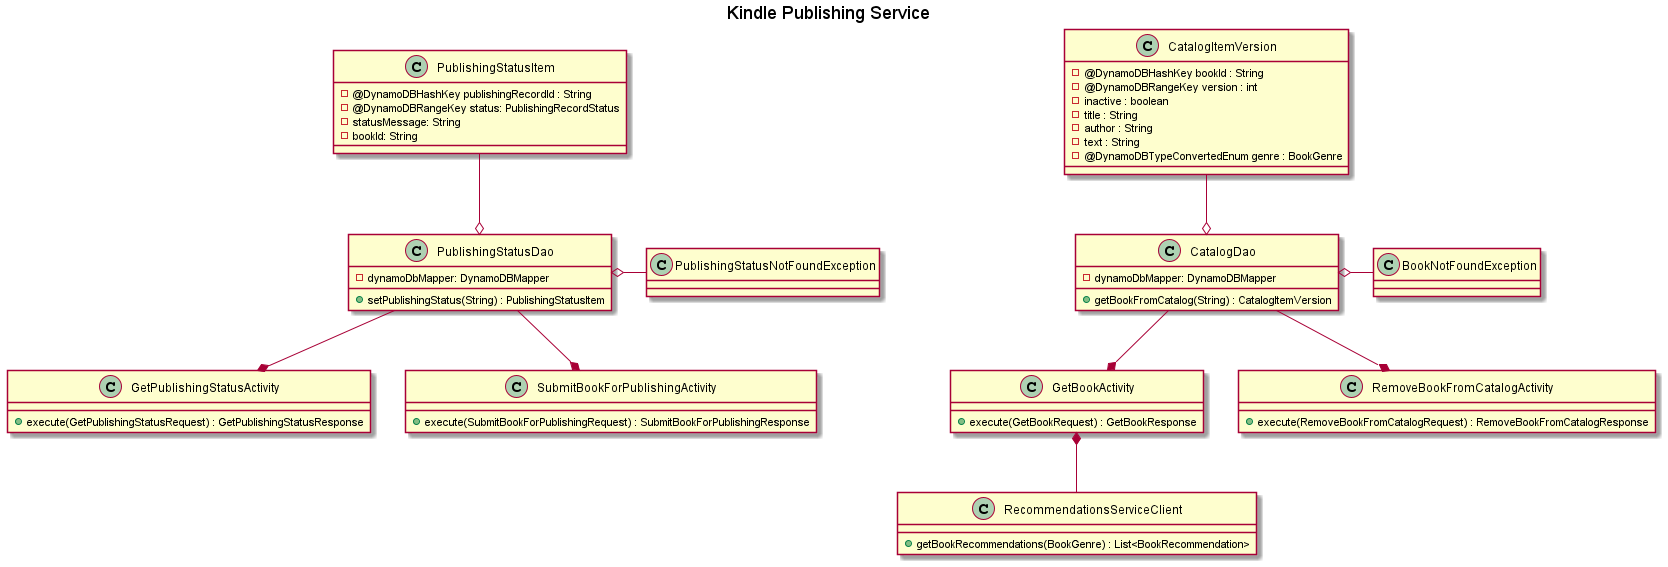 Kindle Publishing Service
C PublishingStatusItem
@DynamoDBHashKey publishingRecordId : String
@DynamoDBRangeKey status: PublishingRecordStatus
statusMessage: String
bookId: String
C CatalogItemVersion
@DynamoDBHashKey bookId : String
@DynamoDBRangeKey version : int
inactive : boolean
title : String
author : String
text : String
@DynamoDBTypeConvertedEnum genre : BookGenre
C PublishingStatusDao
dynamoDbMapper: DynamoDBMapper
setPublishingStatus(String) : PublishingStatusItem
C PublishingStatusNotFoundException
C CatalogDao
dynamoDbMapper: DynamoDBMapper
getBookFromCatalog(String) : CatalogItemVersion
C BookNotFoundException
C GetPublishingStatusActivity
execute(GetPublishingStatusRequest) : GetPublishingStatusResponse
C SubmitBookForPublishingActivity
execute(SubmitBookForPublishingRequest) : SubmitBookForPublishingResponse
C GetBookActivity
execute(GetBookRequest) : GetBookResponse
C RemoveBookFromCatalogActivity
execute(RemoveBookFromCatalogRequest) : RemoveBookFromCatalogResponse
C RecommendationsServiceClient
getBookRecommendations(BookGenre) : List<BookRecommendation>